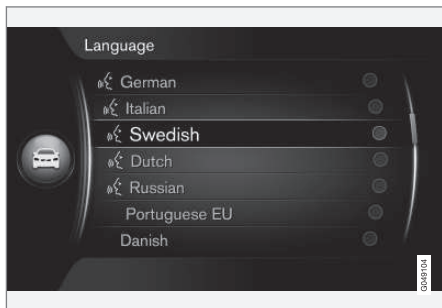 Language
German
Italian
Swedish
Dutch
Russian
Portuguese EU
Danish
G049104